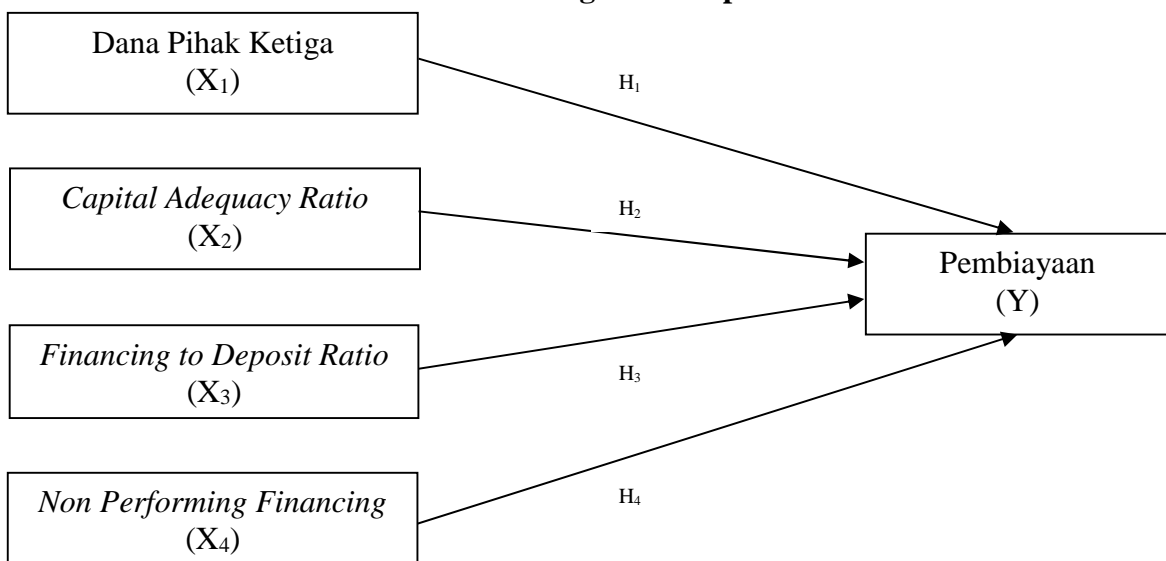 Dana Pihak Ketiga
(X₁)
H₁
Capital Adequacy Ratio
(X₂)
H₂
Pembiayaan
(Y)
Financing to Deposit Ratio
(X₃)
H₃
Non Performing Financing
(X₄)
H₄